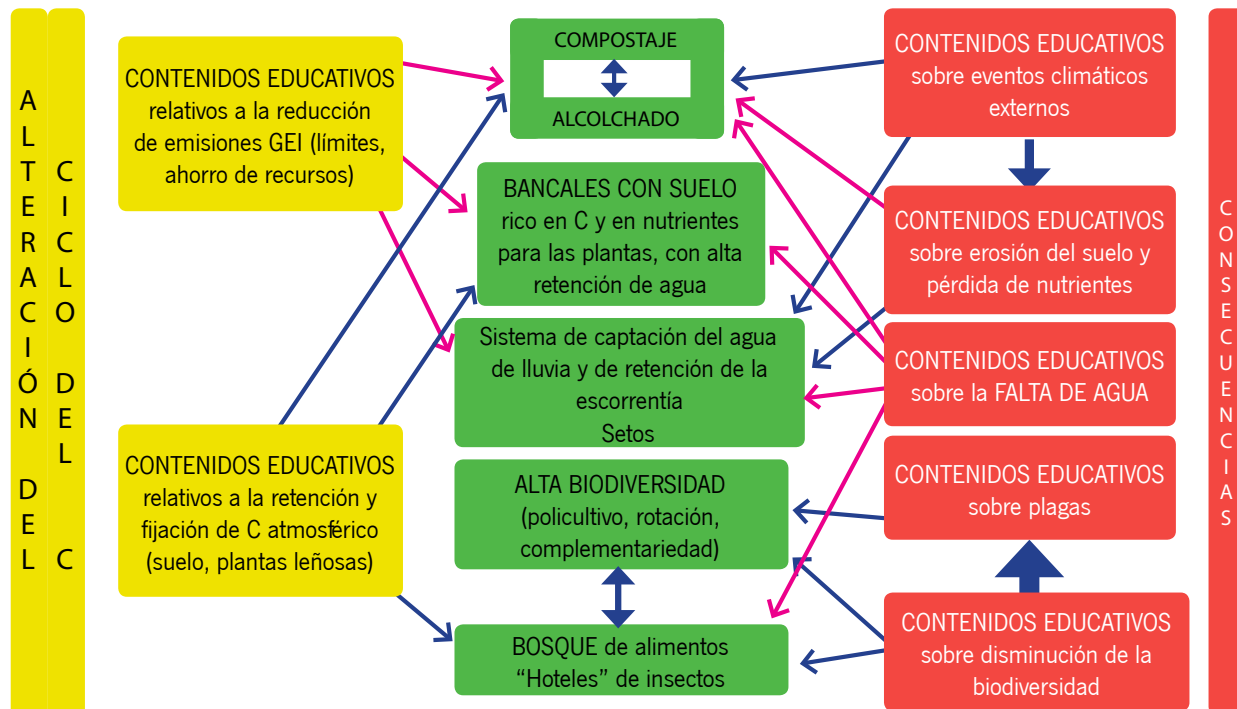 ALTERACIÓN DEL
CICLO DEL C
CONTENIDOS EDUCATIVOS
relativos a la reducción
de emisiones GEI (límites,
ahorro de recursos)
CONTENIDOS EDUCATIVOS
relativos a la retención y
fijación de C atmosférico
(suelo, plantas leñosas)
COMPOSTAJE
ALCOLCHADO
BANCALES CON SUELO
rico en C y en nutrientes
para las plantas, con alta
retención de agua
Sistema de captación del agua
de lluvia y de retención de la
escorrentía
Setos
ALTA BIODIVERSIDAD
(policultivo, rotación,
complementariedad)
BOSQUE de alimentos
“Hoteles” de insectos
CONTENIDOS EDUCATIVOS
sobre eventos climáticos
externos
CONTENIDOS EDUCATIVOS
sobre erosión del suelo y
pérdida de nutrientes
CONTENIDOS EDUCATIVOS
sobre la FALTA DE AGUA
CONTENIDOS EDUCATIVOS
sobre plagas
CONTENIDOS EDUCATIVOS
sobre disminución de la
biodiversidad
CONSECUENCIAS